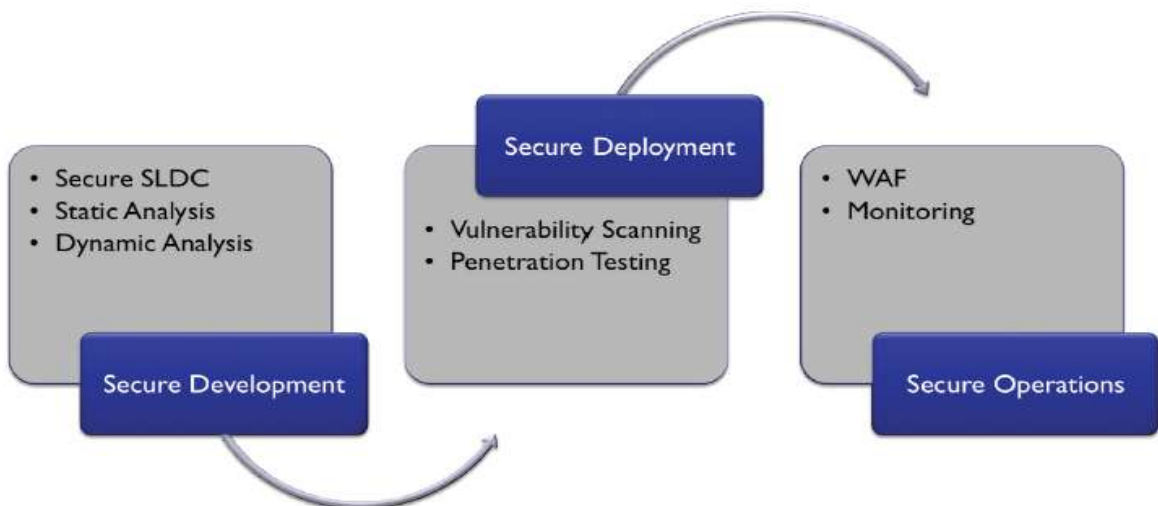 • Secure SLDC
• Static Analysis
• Dynamic Analysis
Secure Development
Secure Deployment
• Vulnerability Scanning
• Penetration Testing
• WAF
• Monitoring
Secure Operations